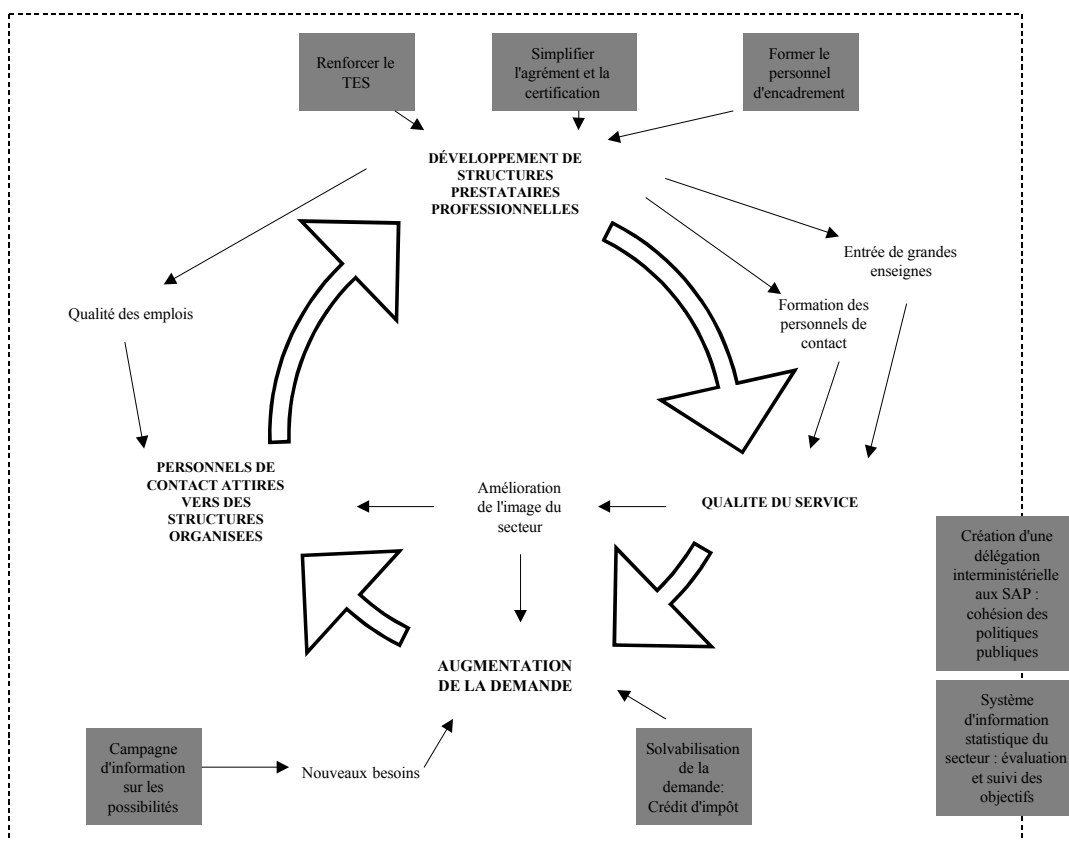 Renforcer le
TES
Simplifier
l'agrément et la
certification
Former le
personnel
d'encadrement
DÉVELOPPEMENT DE
STRUCTURES
PRESTATAIRES
PROFESSIONNELLES
Entrée de grandes
enseignes
Qualité des emplois
Formation des
personnels de
contact
PERSONNELS DE
CONTACT ATTIRES
VERS DES
STRUCTURES
ORGANISEES
Amélioration
de l'image du
secteur
QUALITE DU SERVICE
Création d'une
délégation
interministérielle
aux SAP :
cohésion des
politiques
publiques
AUGMENTATION
DE LA DEMANDE
Système
d'information
statistique du
secteur : évaluation
et suivi des
objectifs
Campagne
d'information
sur les
possibilités
Nouveaux besoins
Solvabilisation
de la
demande:
Crédit d'impôt